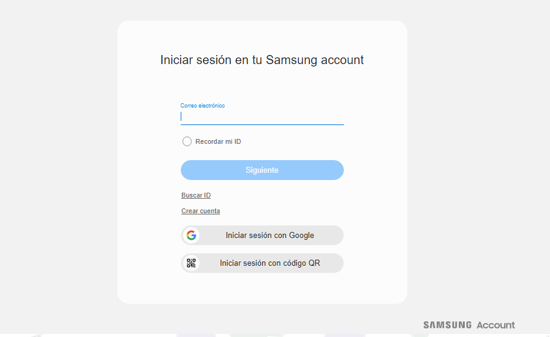 Iniciar sesión en tu Samsung account
Correo electrónico
Recordar mi ID
Siguiente
Buscar ID
Crear cuenta
Iniciar sesión con Google
Iniciar sesión con código QR
SAMSUNG Account